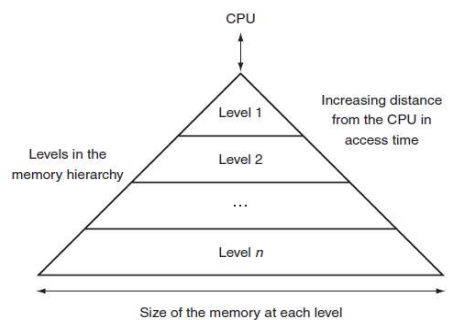 CPU
Level 1
Increasing distance
from the CPU in
access time
Levels in the
memory hierarchy
Level 2
...
Level n
Size of the memory at each level